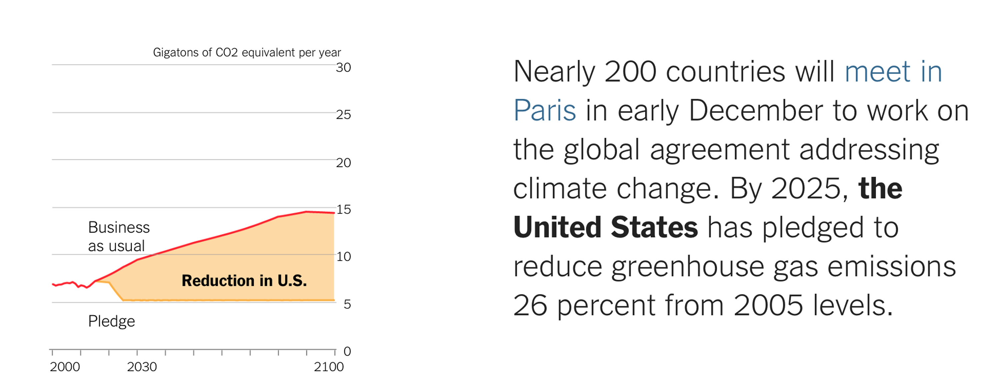 Gigatons of CO2 equivalent per year
30
25
20
15
Business
as usual
10
Reduction in U.S.
5
Pledge
0
2000 2030 2100
Nearly 200 countries will meet in
Paris in early December to work on
the global agreement addressing
climate change. By 2025, the
United States has pledged to
reduce greenhouse gas emissions
26 percent from 2005 levels.